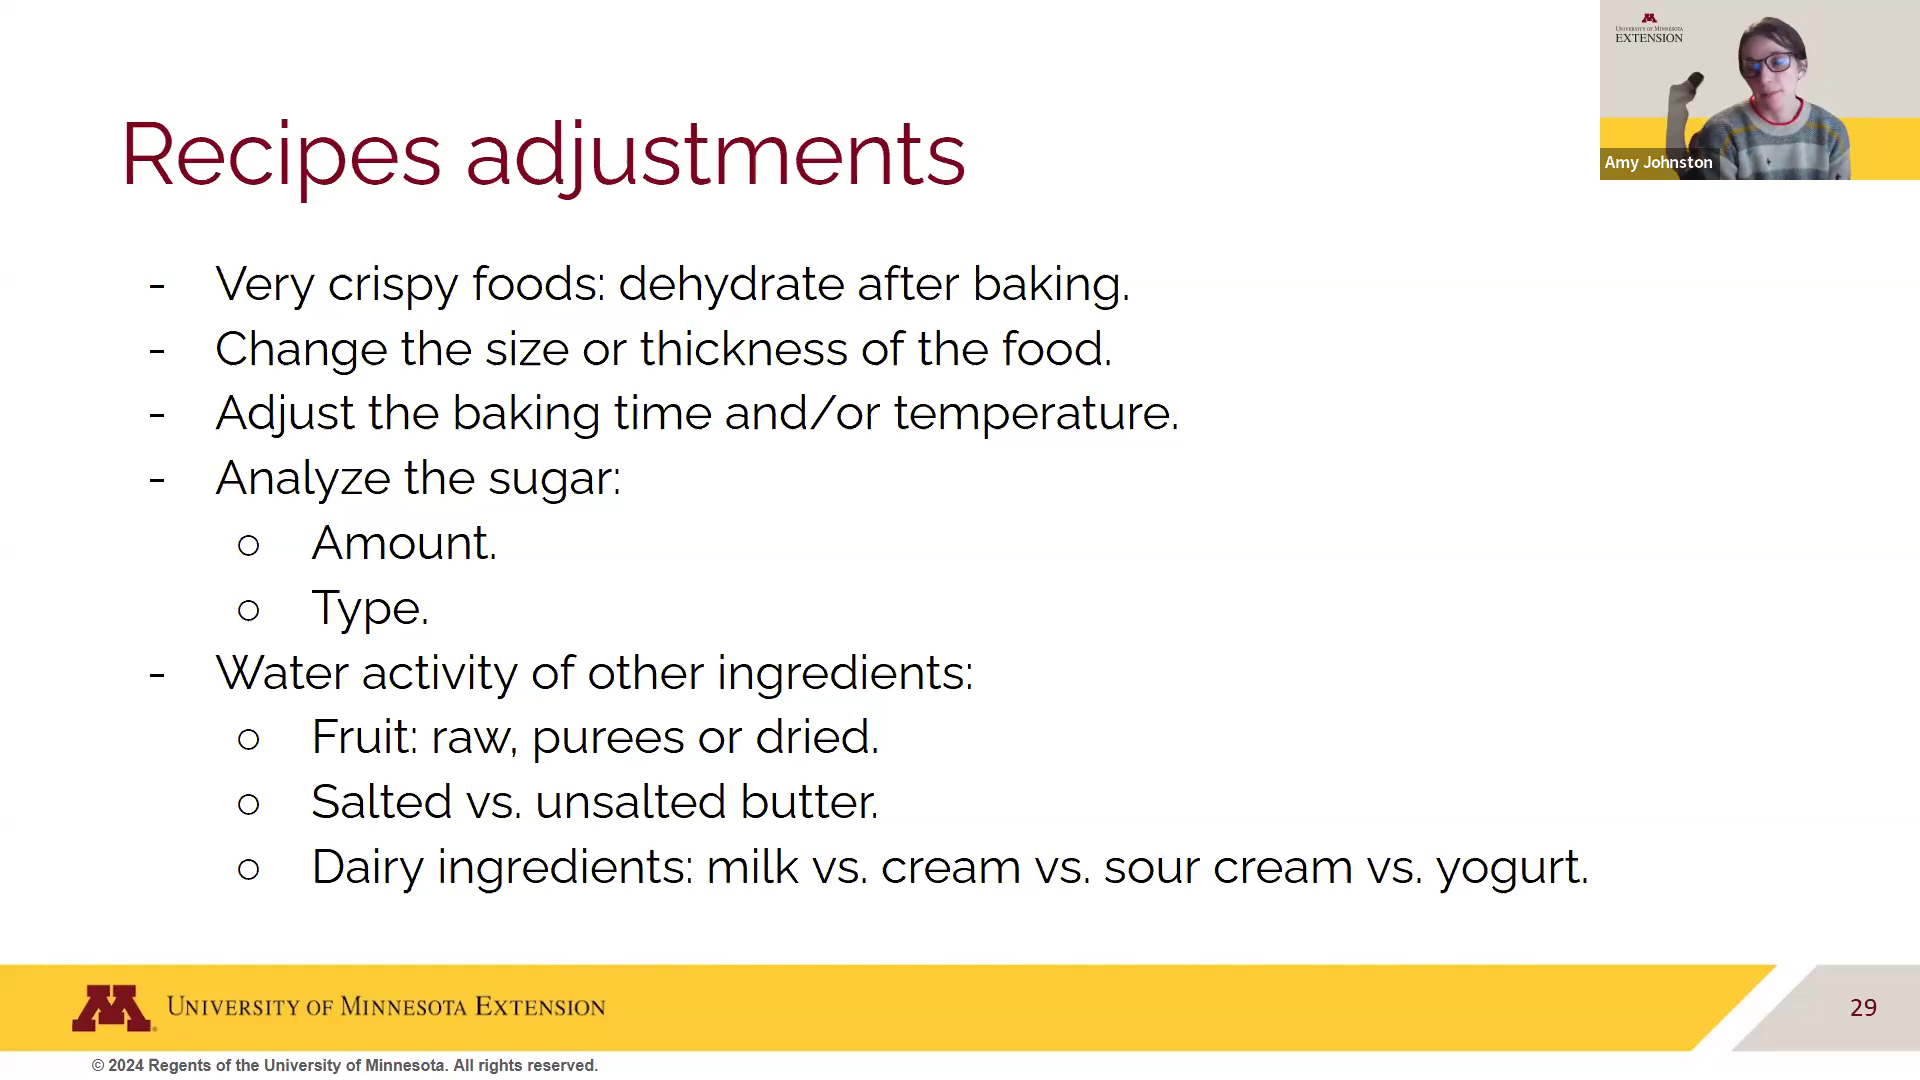 UNIVERSITY OF MINNESOTA
EXTENSION
Amy Johnston
Recipes adjustments
- Very crispy foods: dehydrate after baking.
- Change the size or thickness of the food.
- Adjust the baking time and/or temperature.
- Analyze the sugar:
○ Amount.
○ Type.
- Water activity of other ingredients:
○ Fruit: raw, purees or dried.
○ Salted vs. unsalted butter.
○ Dairy ingredients: milk vs. cream vs. sour cream vs. yogurt.
M UNIVERSITY OF MINNESOTA EXTENSION
29
© 2024 Regents of the University of Minnesota. All rights reserved.